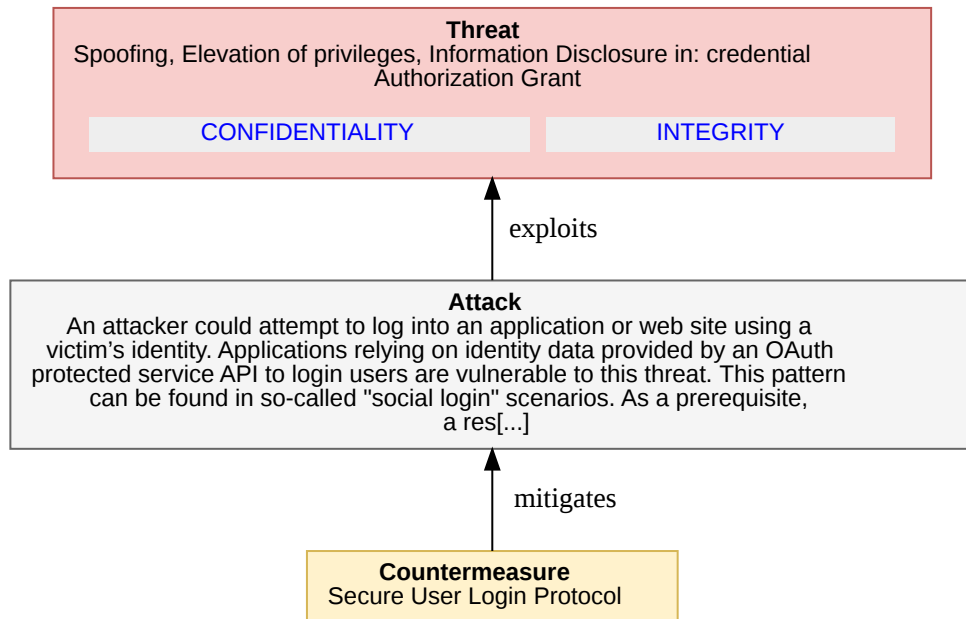 Threat
Spoofing, Elevation of privileges, Information Disclosure in: credential
Authorization Grant
CONFIDENTIALITY INTEGRITY
exploits
Attack
An attacker could attempt to log into an application or web site using a
victim’s identity. Applications relying on identity data provided by an OAuth
protected service API to login users are vulnerable to this threat. This pattern
can be found in so-called "social login" scenarios. As a prerequisite,
a res[...]
mitigates
Countermeasure
Secure User Login Protocol